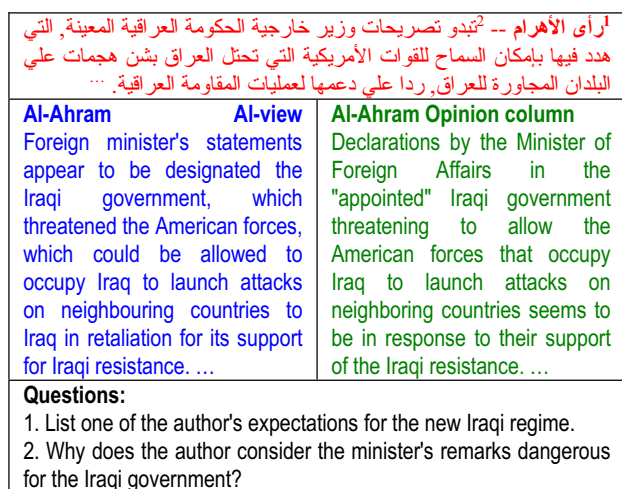 ¹رأى الأهرام -- ²تبدو تصريحات وزير خارجية الحكومة العراقية المعينة, التي
هدد فيها بإمكان السماح للقوات الأمريكية التي تحتل العراق بشن هجمات علي
البلدان المجاورة للعراق, ردا علي دعمها لعمليات المقاومة العراقية. ...
Al-Ahram Al-view
Foreign minister's statements
appear to be designated the
Iraqi government, which
threatened the American forces,
which could be allowed to
occupy Iraq to launch attacks
on neighbouring countries to
Iraq in retaliation for its support
for Iraqi resistance. …
Al-Ahram Opinion column
Declarations by the Minister of
Foreign Affairs in the
"appointed" Iraqi government
threatening to allow the
American forces that occupy
Iraq to launch attacks on
neighboring countries seems to
be in response to their support
of the Iraqi resistance. …
Questions:
1. List one of the author's expectations for the new Iraqi regime.
2. Why does the author consider the minister's remarks dangerous
for the Iraqi government?